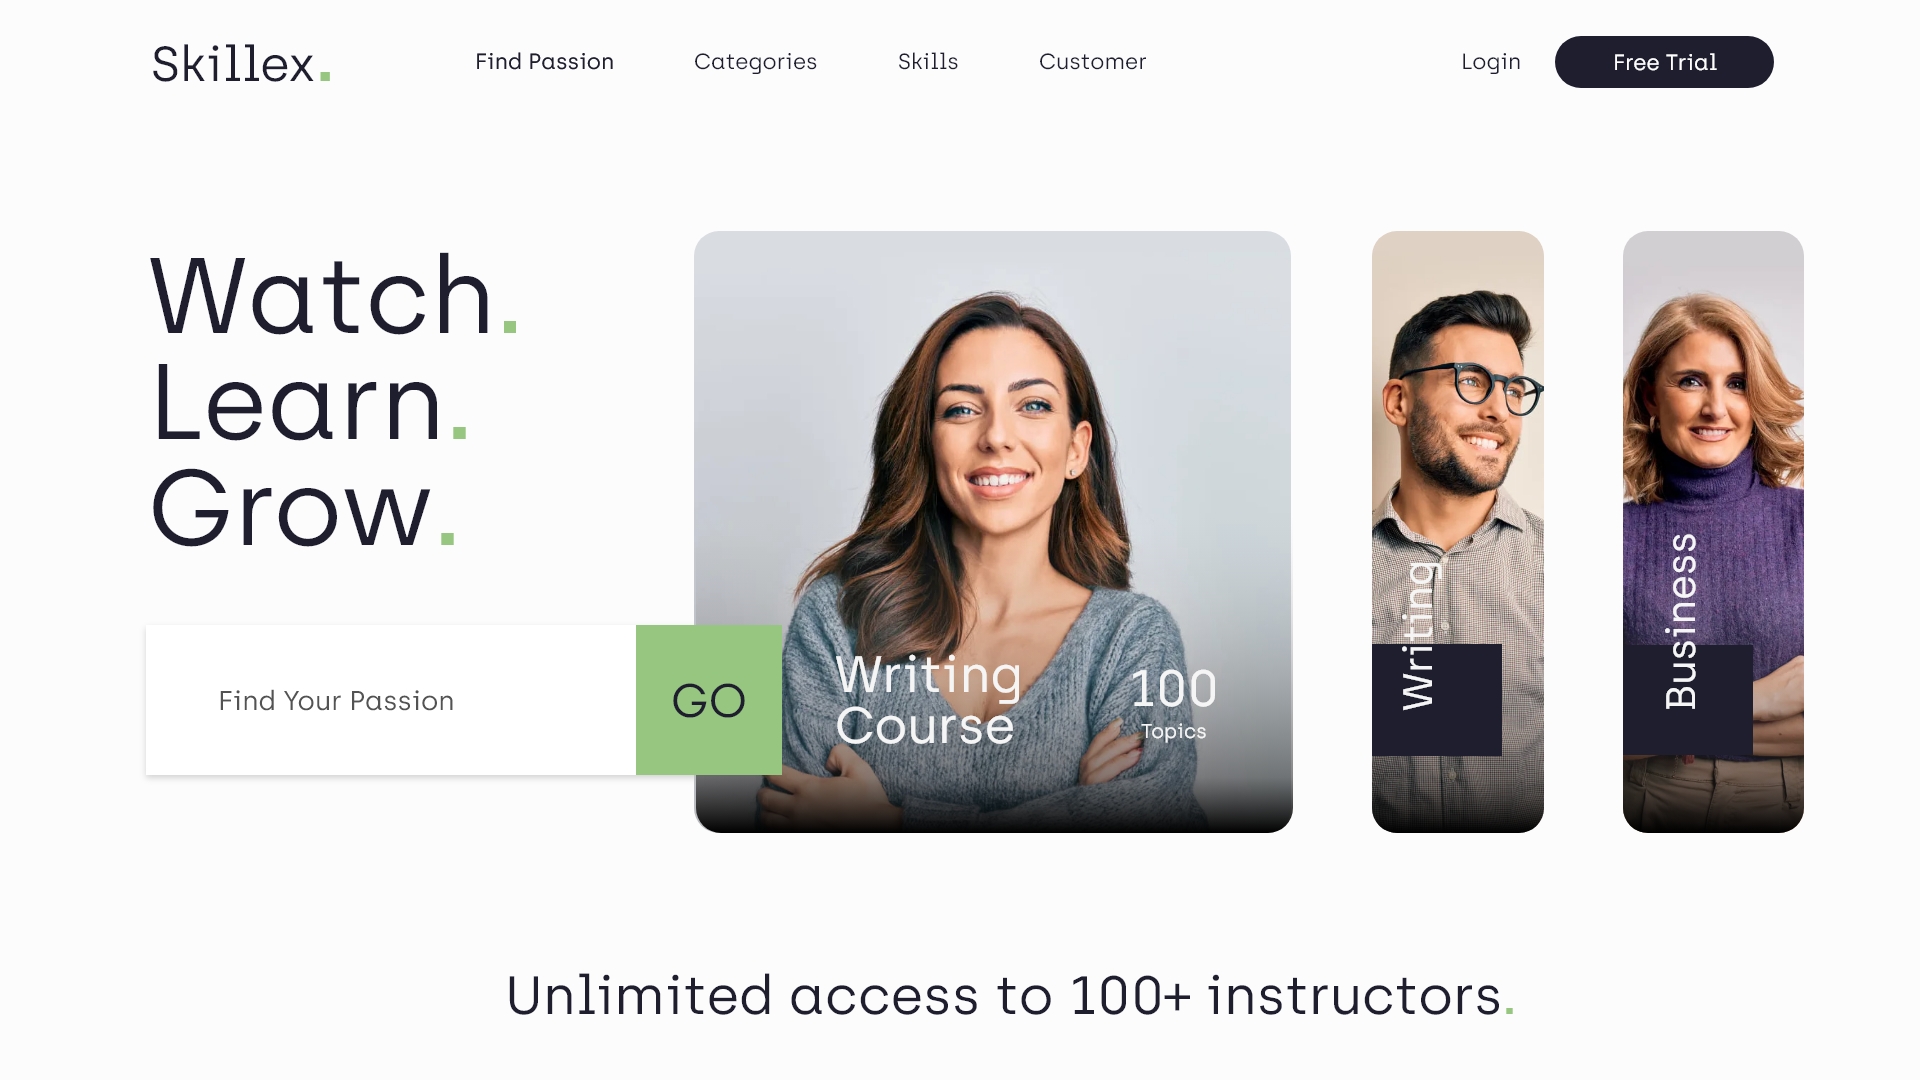 Skillex.
Find Passion
Categories
Skills
Customer
Login
Free Trial
Watch.
Learn.
Grow.
Find Your Passion
GO
Writing
Course
100
Topics
Writing
Business
Unlimited access to 100+ instructors.